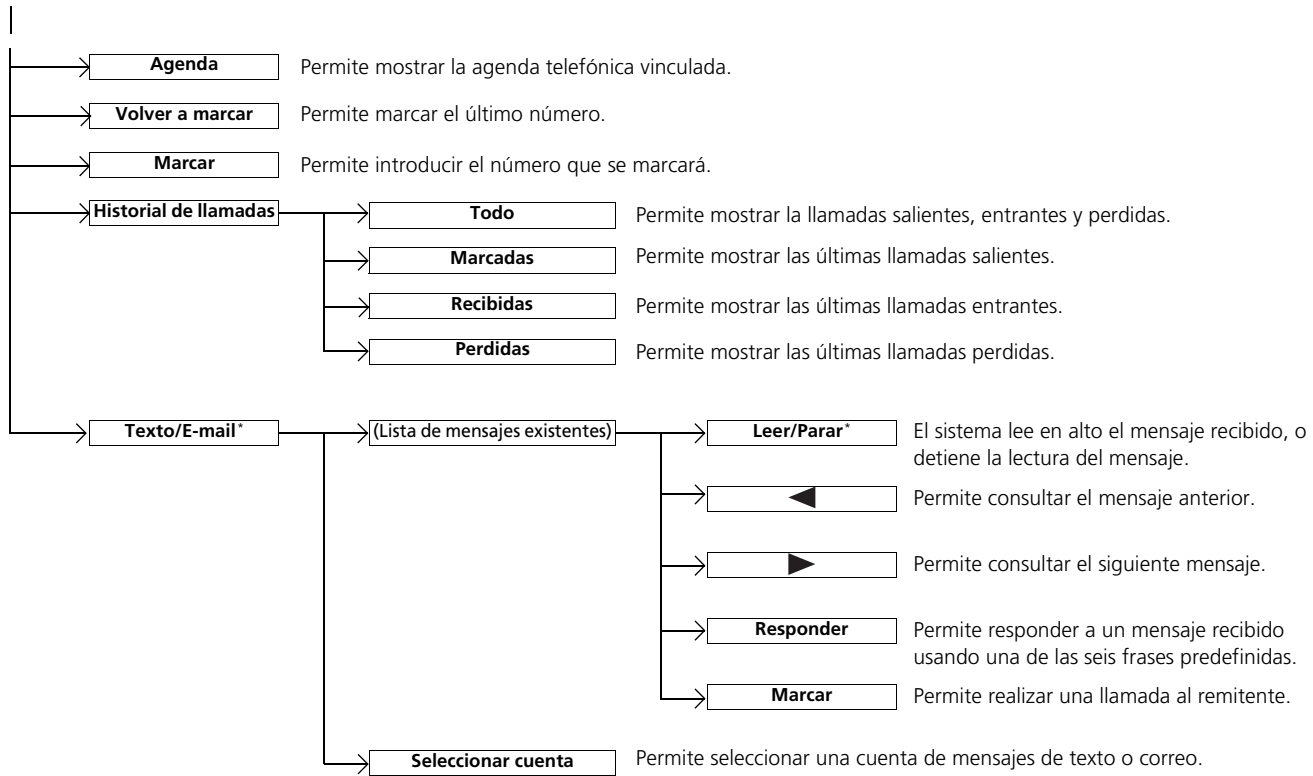 Agenda
Permite mostrar la agenda telefónica vinculada.
Volver a marcar
Permite marcar el último número.
Marcar
Permite introducir el número que se marcará.
Historial de llamadas
Todo
Permite mostrar la llamadas salientes, entrantes y perdidas.
Marcadas
Permite mostrar las últimas llamadas salientes.
Recibidas
Permite mostrar las últimas llamadas entrantes.
Perdidas
Permite mostrar las últimas llamadas perdidas.
Texto/E-mail*
(Lista de mensajes existentes)
Leer/Parar*
El sistema lee en alto el mensaje recibido, o
detiene la lectura del mensaje.
Permite consultar el mensaje anterior.
Permite consultar el siguiente mensaje.
Responder
Permite responder a un mensaje recibido
usando una de las seis frases predefinidas.
Marcar
Permite realizar una llamada al remitente.
Seleccionar cuenta
Permite seleccionar una cuenta de mensajes de texto o correo.